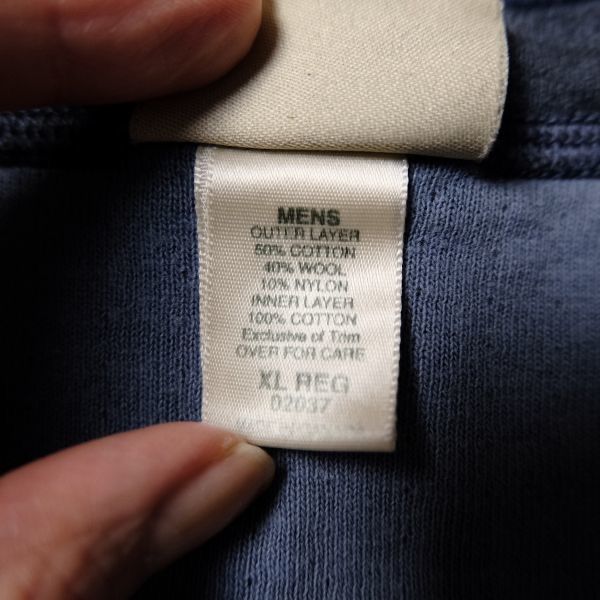 MENS
OUTER LAYER
50% COTTON
40% WOOL
10% NYLON
INNER LAYER
100% COTTON
Exclusive of Trim
OVER FOR CARE
XL REG
02037